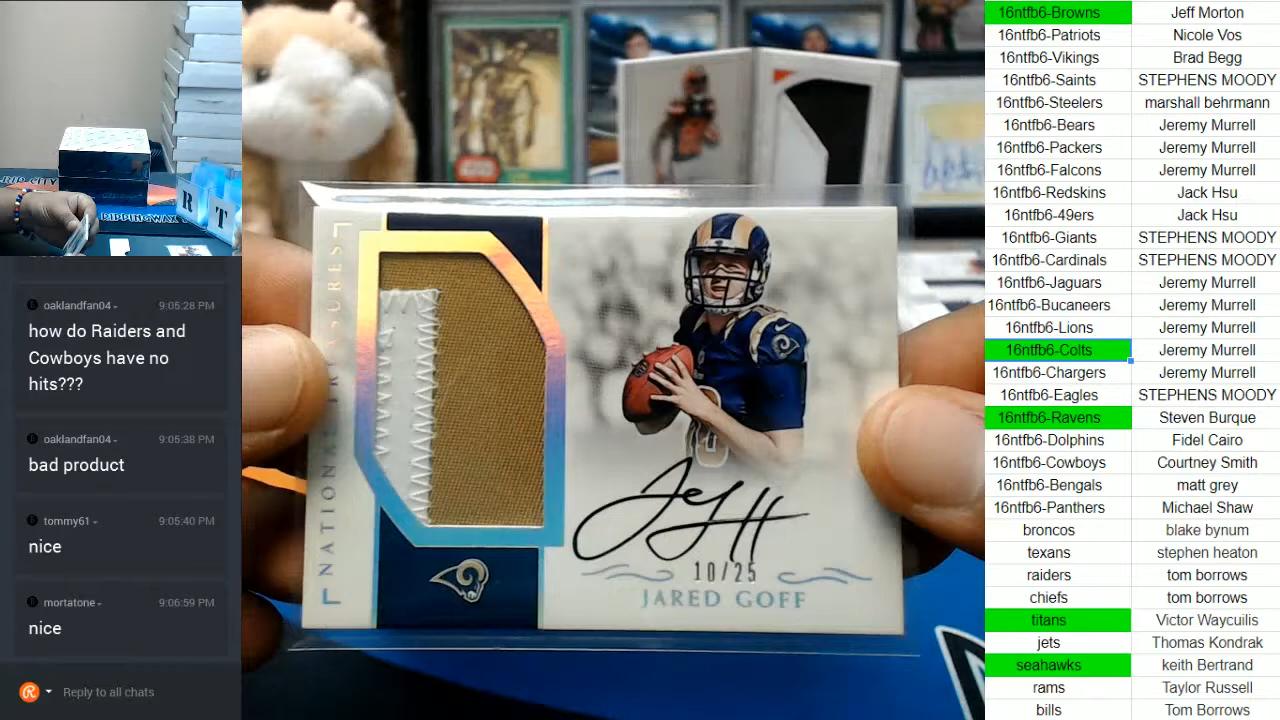 RIP CITY
RIPPINGWAX
R T
oaklandfan04
9:05:28 PM
how do Raiders and
Cowboys have no
hits???
oaklandfan04
9:05:38 PM
bad product
tommy61
9:05:40 PM
nice
mortatone
9:06:59 PM
nice
Reply to all chats
NATIONAL TREASURES
10/25
JARED GOFF
16ntfb6-Browns Jeff Morton
16ntfb6-Patriots Nicole Vos
16ntfb6-Vikings Brad Begg
16ntfb6-Saints STEPHENS MOODY
16ntfb6-Steelers marshall behrmann
16ntfb6-Bears Jeremy Murrell
16ntfb6-Packers Jeremy Murrell
16ntfb6-Falcons Jeremy Murrell
16ntfb6-Redskins Jack Hsu
16ntfb6-49ers Jack Hsu
16ntfb6-Giants STEPHENS MOODY
16ntfb6-Cardinals STEPHENS MOODY
16ntfb6-Jaguars Jeremy Murrell
16ntfb6-Bucaneers Jeremy Murrell
16ntfb6-Lions Jeremy Murrell
16ntfb6-Colts Jeremy Murrell
16ntfb6-Chargers Jeremy Murrell
16ntfb6-Eagles STEPHENS MOODY
16ntfb6-Ravens Steven Burque
16ntfb6-Dolphins Fidel Cairo
16ntfb6-Cowboys Courtney Smith
16ntfb6-Bengals matt grey
16ntfb6-Panthers Michael Shaw
broncos blake bynum
texans stephen heaton
raiders tom borrows
chiefs tom borrows
titans Victor Waycuilis
jets Thomas Kondrak
seahawks keith Bertrand
rams Taylor Russell
bills Tom Borrows